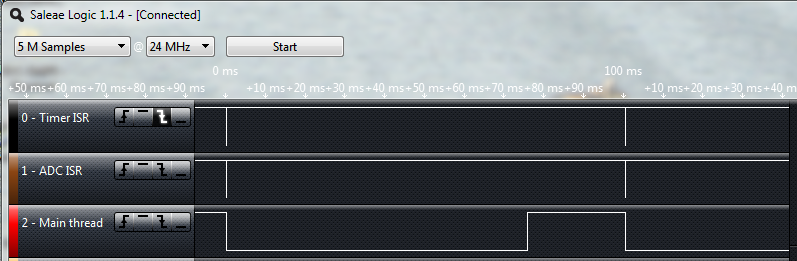 Saleae Logic 1.1.4 - [Connected]
5 M Samples @ 24 MHz Start
0 ms 100 ms
+50 ms +60 ms +70 ms +80 ms +90 ms +10 ms +20 ms +30 ms +40 ms +50 ms +60 ms +70 ms +80 ms +90 ms +10 ms +20 ms +30 ms +40 m
0 - Timer ISR
1 - ADC ISR
2 - Main thread